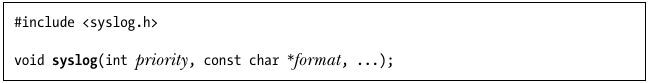 #include <syslog.h>
void syslog(int priority, const char *format, ...);